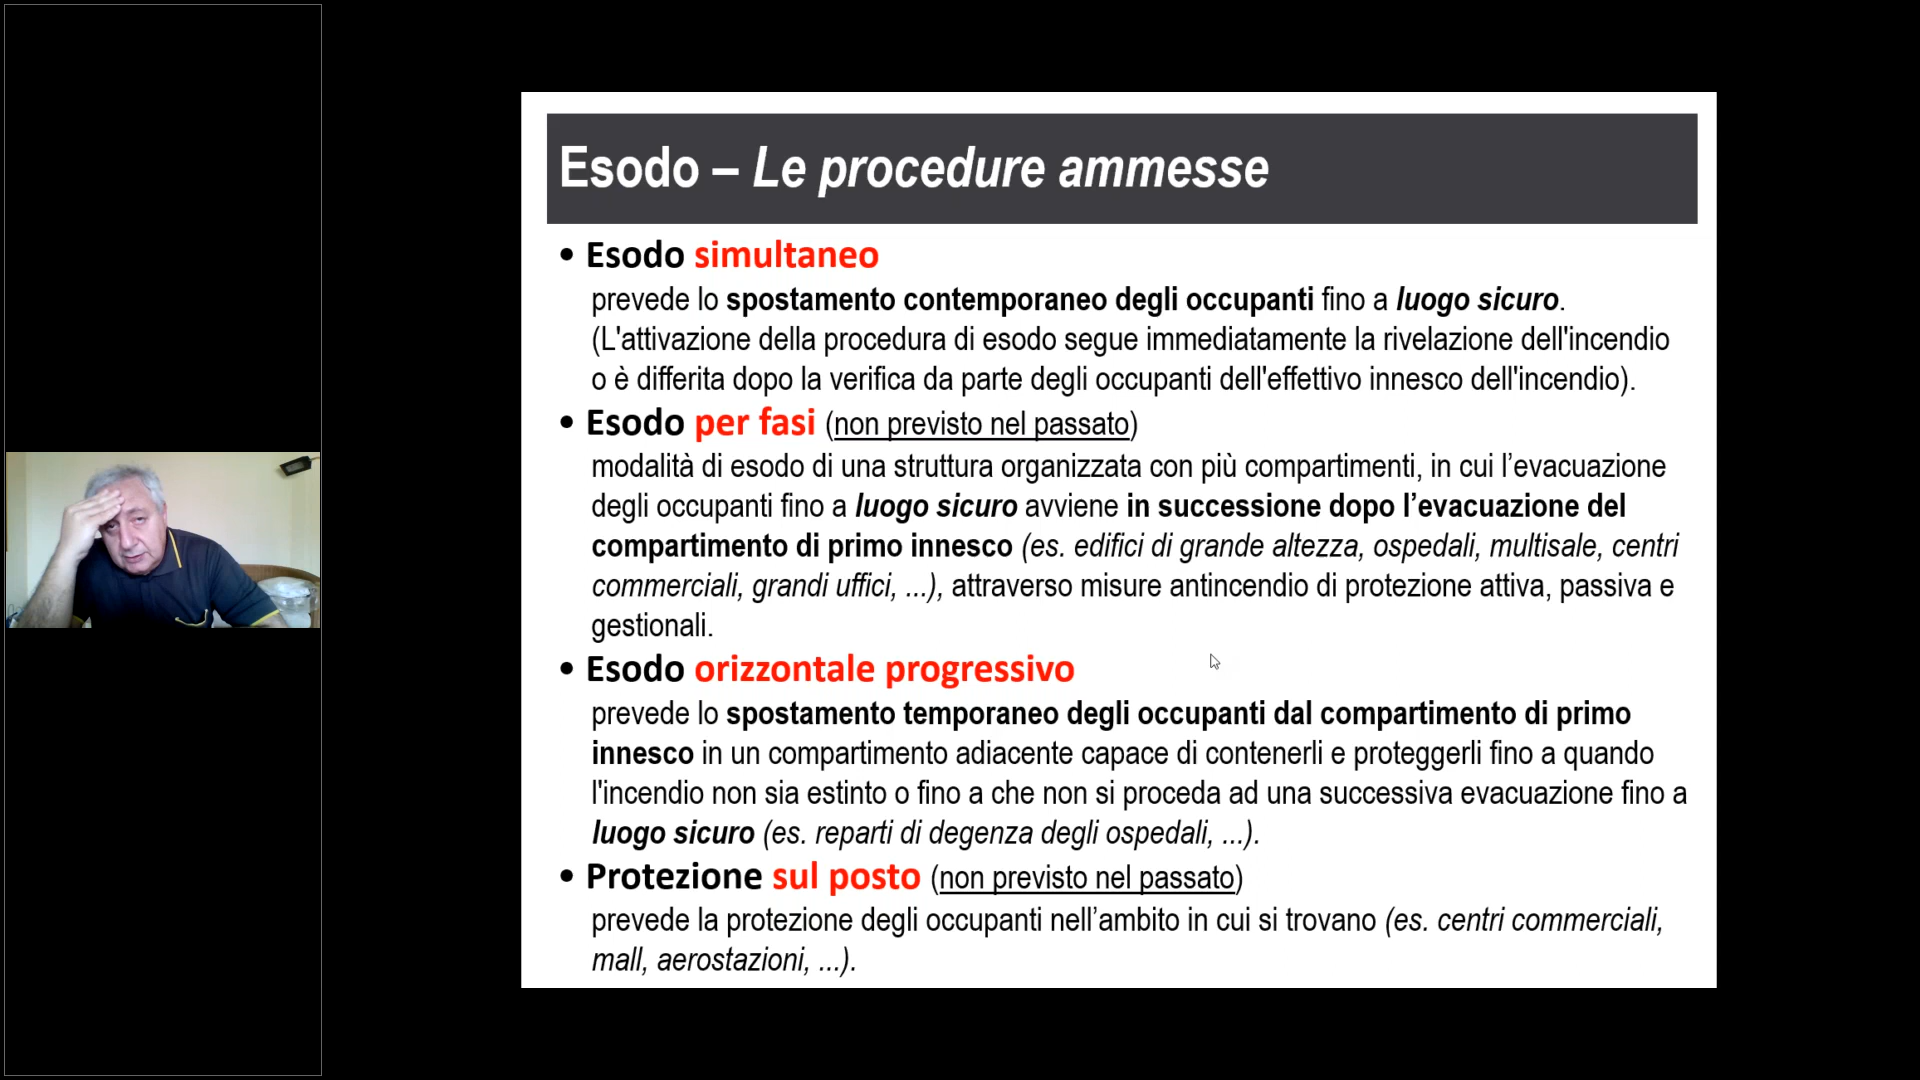 Esodo – Le procedure ammesse
• Esodo simultaneo
prevede lo spostamento contemporaneo degli occupanti fino a luogo sicuro.
(L'attivazione della procedura di esodo segue immediatamente la rivelazione dell'incendio
o è differita dopo la verifica da parte degli occupanti dell'effettivo innesco dell'incendio).
• Esodo per fasi (non previsto nel passato)
modalità di esodo di una struttura organizzata con più compartimenti, in cui l’evacuazione
degli occupanti fino a luogo sicuro avviene in successione dopo l’evacuazione del
compartimento di primo innesco (es. edifici di grande altezza, ospedali, multisale, centri
commerciali, grandi uffici, ...), attraverso misure antincendio di protezione attiva, passiva e
gestionali.
• Esodo orizzontale progressivo
prevede lo spostamento temporaneo degli occupanti dal compartimento di primo
innesco in un compartimento adiacente capace di contenerli e proteggerli fino a quando
l'incendio non sia estinto o fino a che non si proceda ad una successiva evacuazione fino a
luogo sicuro (es. reparti di degenza degli ospedali, ...).
• Protezione sul posto (non previsto nel passato)
prevede la protezione degli occupanti nell’ambito in cui si trovano (es. centri commerciali,
mall, aerostazioni, ...).